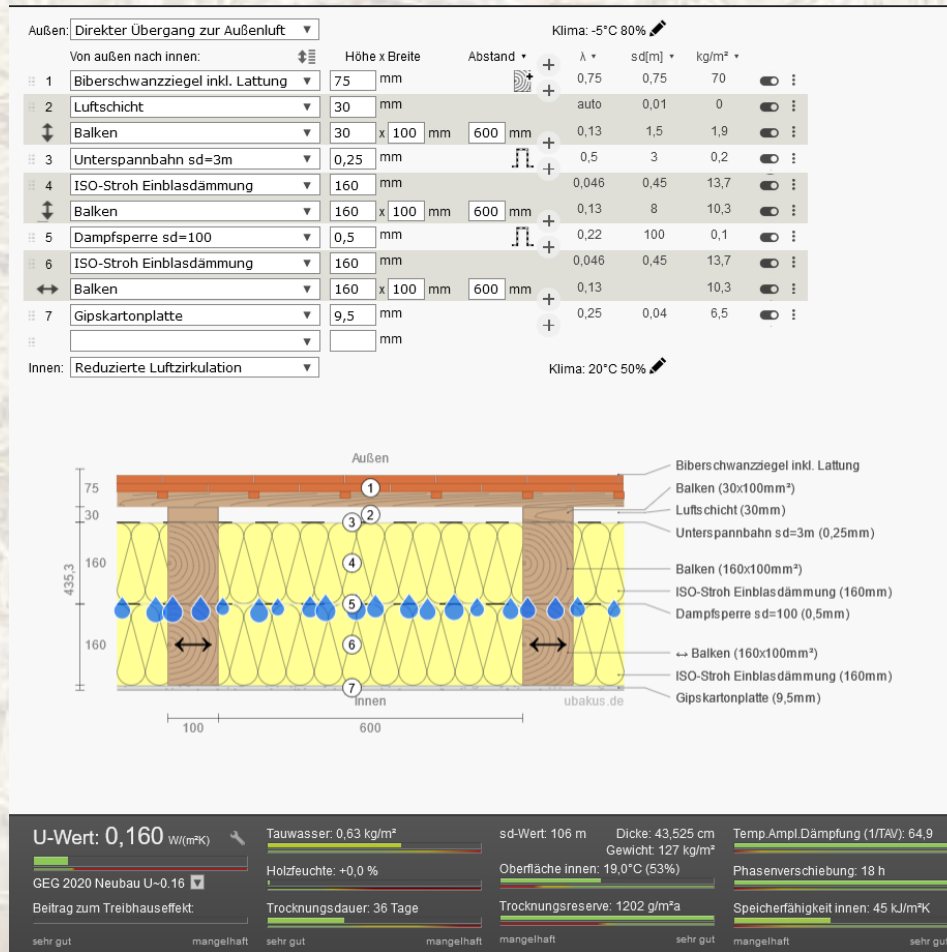 Außen: Direkter Übergang zur Außenluft Klima: -5°C 80%
Von außen nach innen: Höhe x Breite Abstand λ sd[m] kg/m²
1 Biberschwanzziegel inkl. Lattung 75 mm 0,75 0,75 70
2 Luftschicht 30 mm auto 0,01 0
Balken 30 x 100 mm 600 mm 0,13 1,5 1,9
3 Unterspannbahn sd=3m 0,25 mm 0,5 3 0,2
4 ISO-Stroh Einblasdämmung 160 mm 0,046 0,45 13,7
Balken 160 x 100 mm 600 mm 0,13 8 10,3
5 Dampfsperre sd=100 0,5 mm 0,22 100 0,1
6 ISO-Stroh Einblasdämmung 160 mm 0,046 0,45 13,7
Balken 160 x 100 mm 600 mm 0,13 10,3
7 Gipskartonplatte 9,5 mm 0,25 0,04 6,5
mm
Innen: Reduzierte Luftzirkulation Klima: 20°C 50%
Außen
75
30
160
160
435,3
1
2
3
4
5
6
7
Innen
ubakus.de
100 600
Biberschwanzziegel inkl. Lattung
Balken (30x100mm²)
Luftschicht (30mm)
Unterspannbahn sd=3m (0,25mm)
Balken (160x100mm²)
ISO-Stroh Einblasdämmung (160mm)
Dampfsperre sd=100 (0,5mm)
⇔ Balken (160x100mm²)
ISO-Stroh Einblasdämmung (160mm)
Gipskartonplatte (9,5mm)
U-Wert: 0,160 W/(m²K)
GEG 2020 Neubau U~0.16
Beitrag zum Treibhauseffekt:
sehr gut mangelhaft
Tauwasser: 0,63 kg/m²
Holzfeuchte: +0,0 %
Trocknungsdauer: 36 Tage
sehr gut mangelhaft
sd-Wert: 106 m Dicke: 43,525 cm
Gewicht: 127 kg/m²
Oberfläche innen: 19,0°C (53%)
Trocknungsreserve: 1202 g/m²a
mangelhaft sehr gut
Temp.Ampl.Dämpfung (1/TAV): 64,9
Phasenverschiebung: 18 h
Speicherfähigkeit innen: 45 kJ/m²K
mangelhaft sehr gut